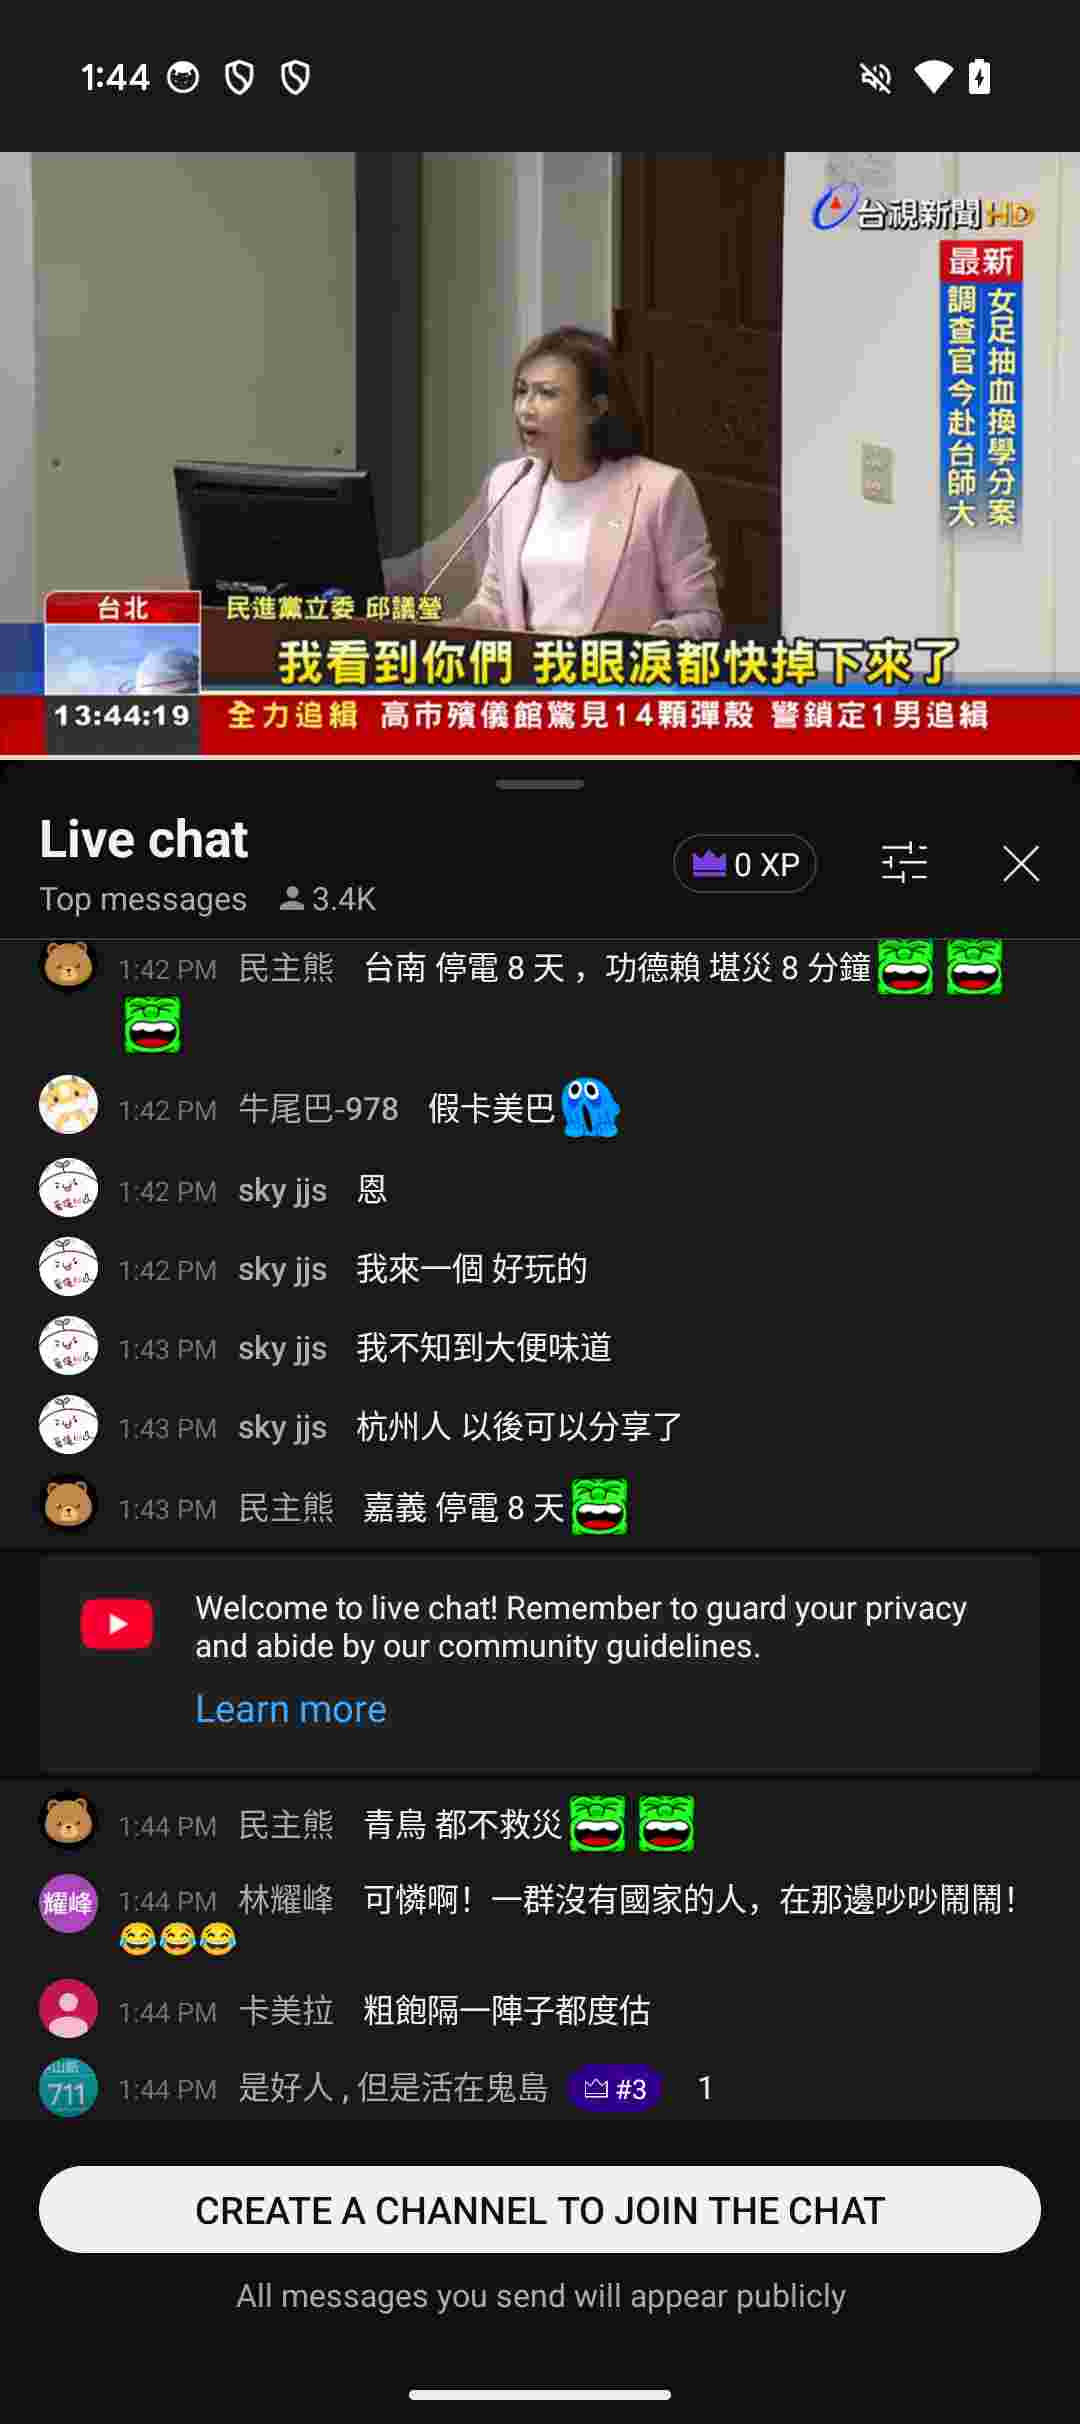 1:44
台視新聞HD
最新
女足抽血換學分案
調查官今赴台師大
台北
民進黨立委 邱議瑩
我看到你們 我眼淚都快掉下來了
13:44:19
全力追緝 高市殯儀館驚見14顆彈殼 警鎖定1男追緝
Live chat
Top messages 3.4K
0 XP
1:42 PM 民主熊 台南 停電 8 天 ，功德賴 堪災 8 分鐘
1:42 PM 牛尾巴-978 假卡美巴
1:42 PM sky jjs 恩
1:42 PM sky jjs 我來一個 好玩的
1:43 PM sky jjs 我不知到大便味道
1:43 PM sky jjs 杭州人 以後可以分享了
1:43 PM 民主熊 嘉義 停電 8 天
Welcome to live chat! Remember to guard your privacy
and abide by our community guidelines.
Learn more
1:44 PM 民主熊 青鳥 都不救災
耀峰 1:44 PM 林耀峰 可憐啊！一群沒有國家的人，在那邊吵吵鬧鬧！
😂😂😂
1:44 PM 卡美拉 粗飽隔一陣子都度估
711 1:44 PM 是好人 , 但是活在鬼島 #3 1
CREATE A CHANNEL TO JOIN THE CHAT
All messages you send will appear publicly